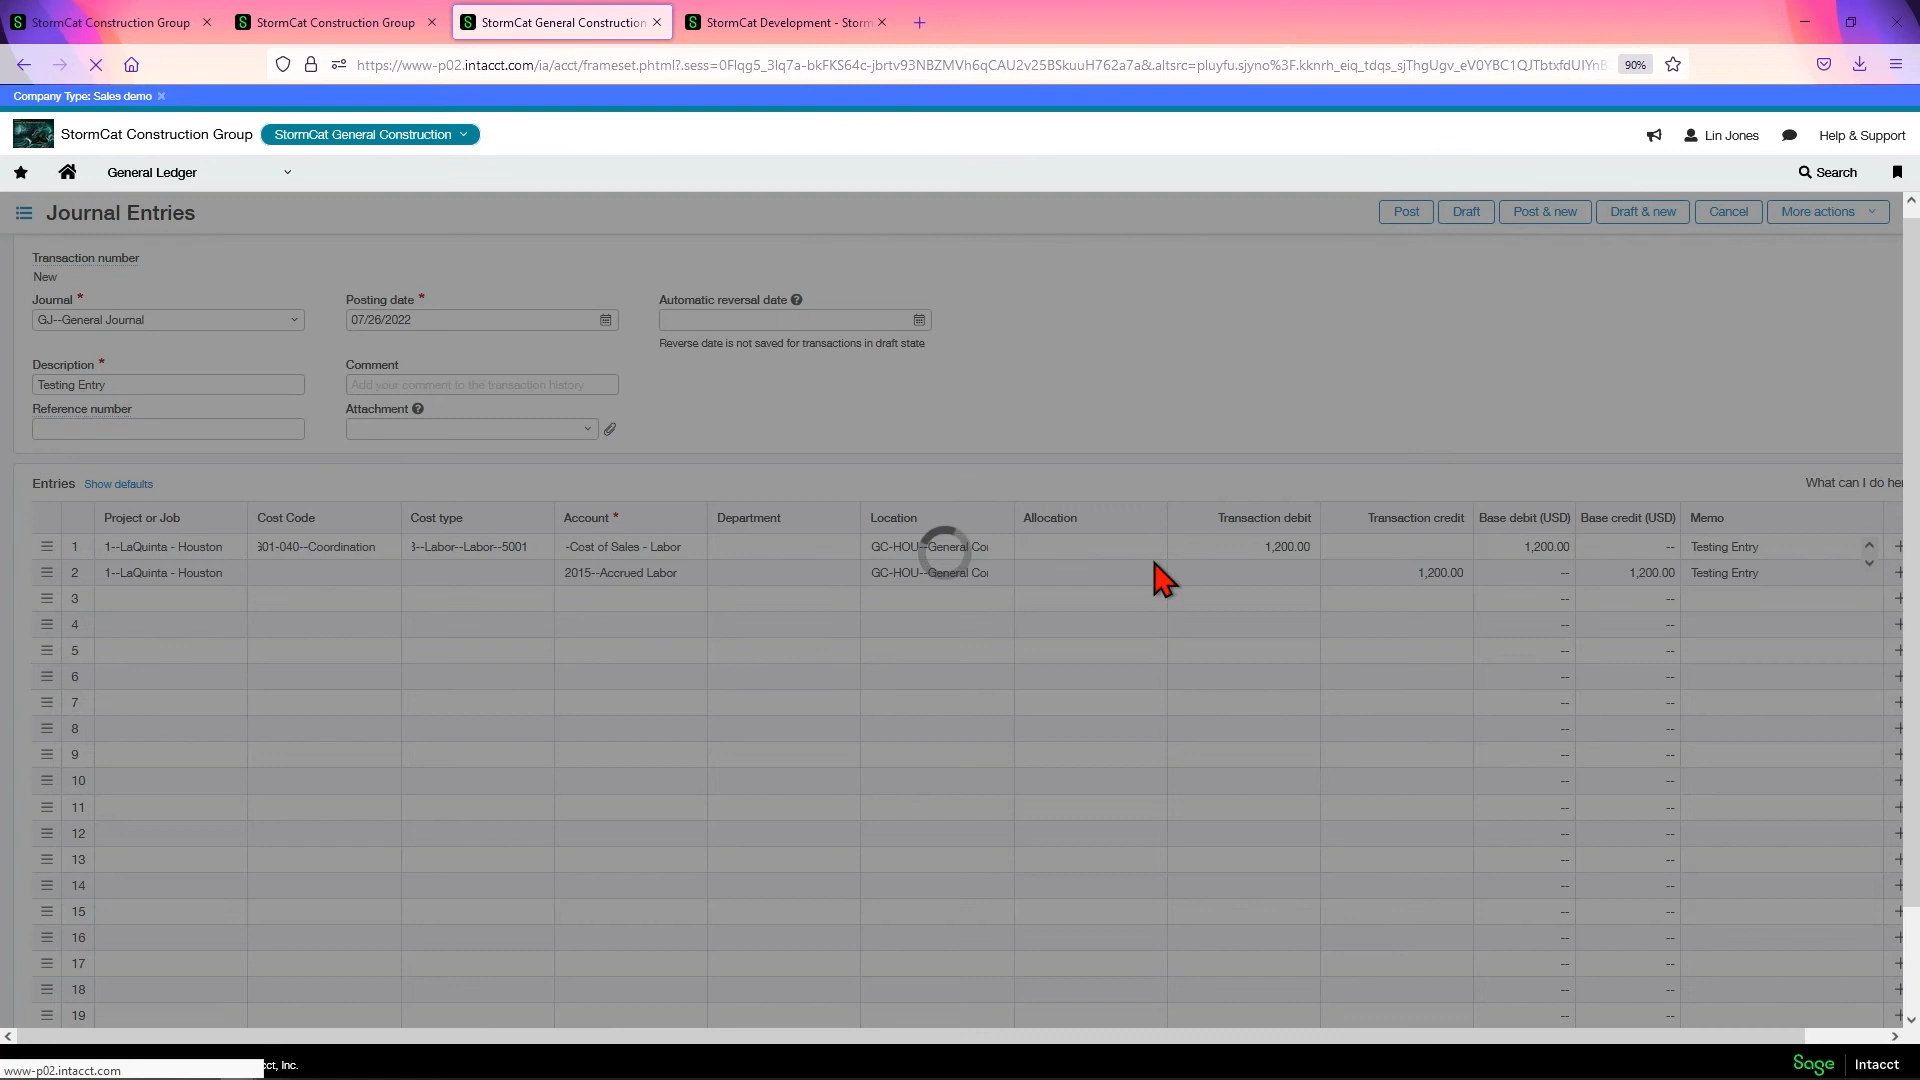 StormCat Construction Group
StormCat Construction Group
StormCat General Construction
StormCat Development - Storm
https://www-p02.intacct.com/ia/acct/frameset.phtml?.sess=0Flqg5_3lq7a-bkFKS64c-jbrtv93NBZMVh6qCAU2v25BSkuuH762a7a&.altsrc=pluyfu.sjyno%3F.kknrh_eiq_tdqs_sjThgUgv_eV0YBC1QJTbtxfdUIYnB
90%
Company Type: Sales demo
StormCat Construction Group
StormCat General Construction
Lin Jones
Help & Support
General Ledger
Search
Journal Entries
Post
Draft
Post & new
Draft & new
Cancel
More actions
Transaction number
New
Journal *
Posting date *
Automatic reversal date
GJ--General Journal
07/26/2022
Reverse date is not saved for transactions in draft state
Description *
Comment
Testing Entry
Add your comment to the transaction history
Reference number
Attachment
Entries Show defaults
What can I do her
Project or Job Cost Code Cost type Account * Department Location Allocation Transaction debit Transaction credit Base debit (USD) Base credit (USD) Memo
1 1--LaQuinta - Houston 01-040--Coordination --Labor--Labor--5001 -Cost of Sales - Labor GC-HOU--General Co 1,200.00 1,200.00 -- Testing Entry
2 1--LaQuinta - Houston 2015--Accrued Labor GC-HOU--General Co 1,200.00 -- 1,200.00 Testing Entry
3 -- --
4 -- --
5 -- --
6 -- --
7 -- --
8 -- --
9 -- --
10 -- --
11 -- --
12 -- --
13 -- --
14 -- --
15 -- --
16 -- --
17 -- --
18 -- --
19 -- --
www-p02.intacct.com
cct, Inc.
Sage Intacct